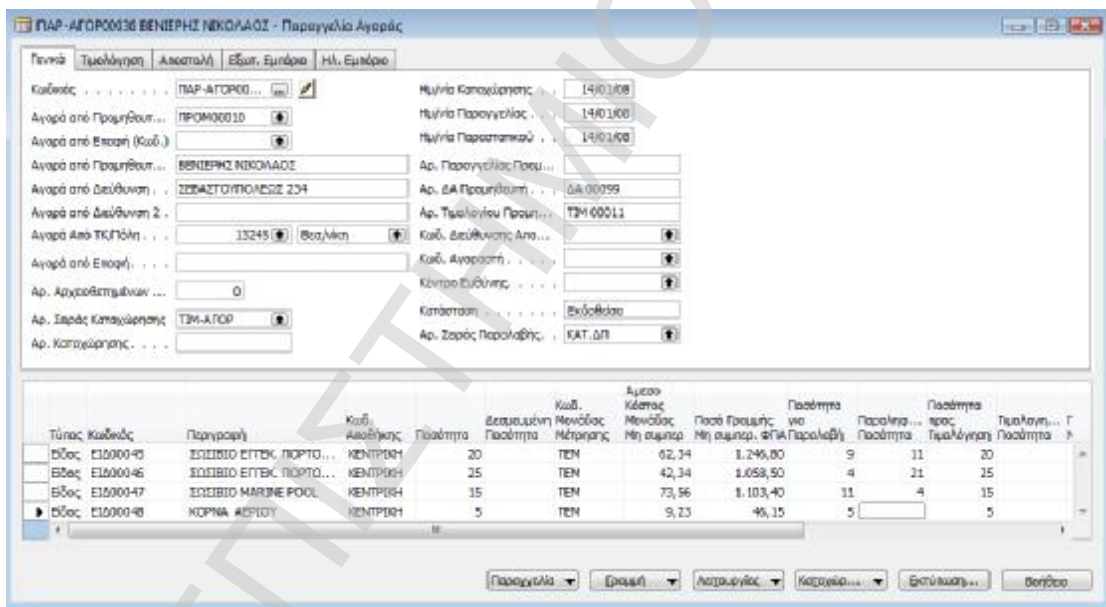 ΠΑΡ-ΑΓΟΡ00036 ΒΕΝΙΕΡΗΣ ΝΙΚΟΛΑΟΣ - Παραγγελία Αγοράς
Γενικά Τιμολόγηση Αποστολή Εξωτ. Εμπόριο Ηλ. Εμπόριο
Κωδικός . . . . . . . . ΠΑΡ-ΑΓΟΡ00... Ημ/νία Καταχώρησης . . . 14/01/08
Αγορά από Προμηθευτ... ΠΡΟΜ00010 Ημ/νία Παραγγελίας . . . 14/01/08
Αγορά από Επαφή (Κωδ.) Ημ/νία Παραστατικού . . 14/01/08
Αγορά από Προμηθευτ... ΒΕΝΙΕΡΗΣ ΝΙΚΟΛΑΟΣ Αρ. Παραγγελίας Προμ...
Αγορά από Διεύθυνση . . ΣΕΒΑΣΤΟΥΠΟΛΕΩΣ 234 Αρ. ΔΑ Προμηθευτή . . . ΔΑ 00099
Αγορά από Διεύθυνση 2 . Αρ. Τιμολογίου Προμη... ΤΙΜ 00011
Αγορά Από ΤΚ/Πόλη . . . 13245 Θεσ/νίκη Κωδ. Διεύθυνσης Απο...
Αγορά από Επαφή. . . . Κωδ. Αγοραστή . . . . .
Κέντρο Ευθύνης. . . . . .
Αρ. Αρχειοθετημένων ... 0
Κατάσταση . . . . . . . Εκδοθείσα
Αρ. Σειράς Καταχώρησης ΤΙΜ-ΑΓΟΡ Αρ. Σειράς Παραλαβής. . ΚΑΤ.ΔΠ
Αρ. Καταχώρησης. . . . .
Τύπος Κωδικός Περιγραφή Κωδ. Αποθήκης Ποσότητα Δεσμευμένη Ποσότητα Κωδ. Μονάδας Μέτρησης Άμεσο Κόστος Μονάδας Μη συμπερ Ποσό Γραμμής Μη συμπερ. ΦΠΑ Ποσότητα για Παραλαβή Παραληφ... Ποσότητα Ποσότητα προς Τιμολόγηση Τιμολογη... Ποσότητα
Είδος ΕΙΔ00045 ΣΩΣΙΒΙΟ ΕΓΓΕΚ. ΠΟΡΤΟ... ΚΕΝΤΡΙΚΗ 20 ΤΕΜ 62,34 1.246,80 9 11 20
Είδος ΕΙΔ00046 ΣΩΣΙΒΙΟ ΕΓΓΕΚ. ΠΟΡΤΟ... ΚΕΝΤΡΙΚΗ 25 ΤΕΜ 42,34 1.058,50 4 21 25
Είδος ΕΙΔ00047 ΣΩΣΙΒΙΟ MARINE POOL ΚΕΝΤΡΙΚΗ 15 ΤΕΜ 73,56 1.103,40 11 4 15
Είδος ΕΙΔ00048 ΚΟΡΝΑ ΑΕΡΙΟΥ ΚΕΝΤΡΙΚΗ 5 ΤΕΜ 9,23 46,15 5 5
Παραγγελία Γραμμή Λειτουργίες Καταχώρ... Εκτύπωση... Βοήθεια